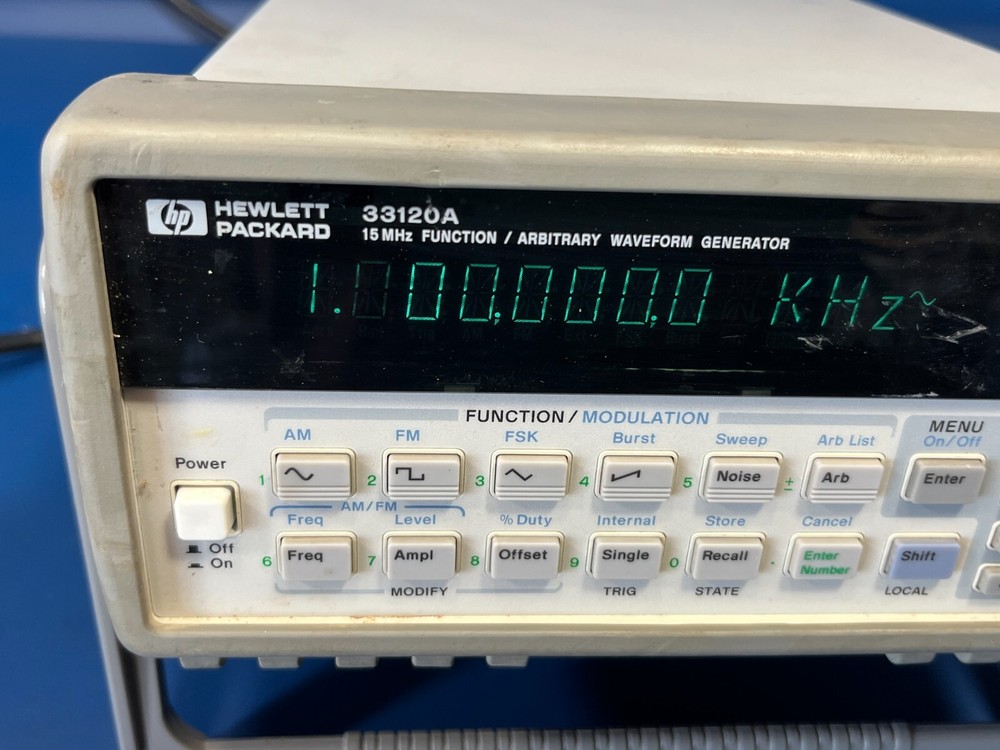 hp HEWLETT PACKARD 33120A
15 MHz FUNCTION / ARBITRARY WAVEFORM GENERATOR
1.000,000,0 KHz~
FUNCTION / MODULATION
MENU
AM FM FSK Burst Sweep Arb List On/Off
Power
1 2 3 4 5 Noise ± Arb Enter
AM/FM
Freq Level % Duty Internal Store Cancel
Off
On
6 Freq 7 Ampl 8 Offset 9 Single 0 Recall . Enter Number Shift
MODIFY TRIG STATE LOCAL